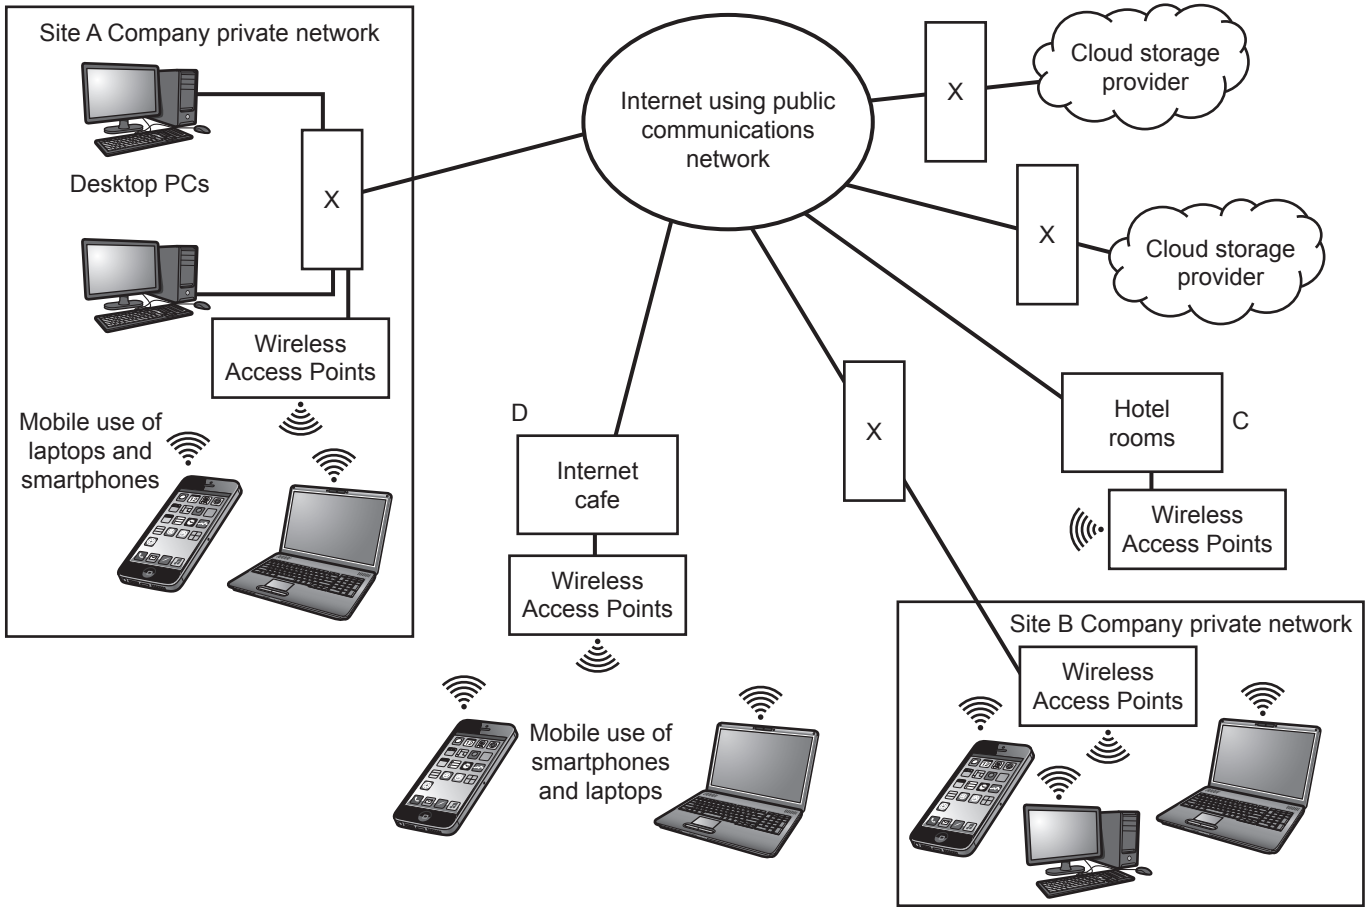 Site A Company private network
Desktop PCs
X
Wireless
Access Points
Mobile use of
laptops and
smartphones
Internet using public
communications
network
X
Cloud storage
provider
X
Cloud storage
provider
D
Internet
cafe
Wireless
Access Points
Mobile use of
smartphones
and laptops
X
Hotel
rooms
C
Wireless
Access Points
Site B Company private network
Wireless
Access Points